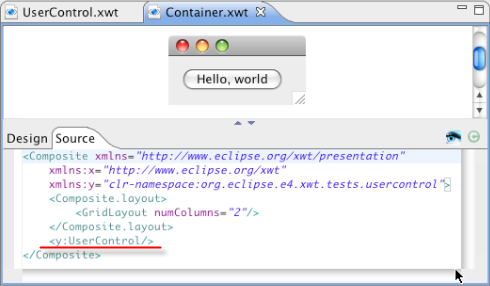 UserControl.xwt Container.xwt
Hello, world
Design Source
<Composite xmlns="http://www.eclipse.org/xwt/presentation"
xmlns:x="http://www.eclipse.org/xwt"
xmlns:y="clr-namespace:org.eclipse.e4.xwt.tests.usercontrol">
<Composite.layout>
<GridLayout numColumns="2"/>
</Composite.layout>
<y:UserControl/>
</Composite>